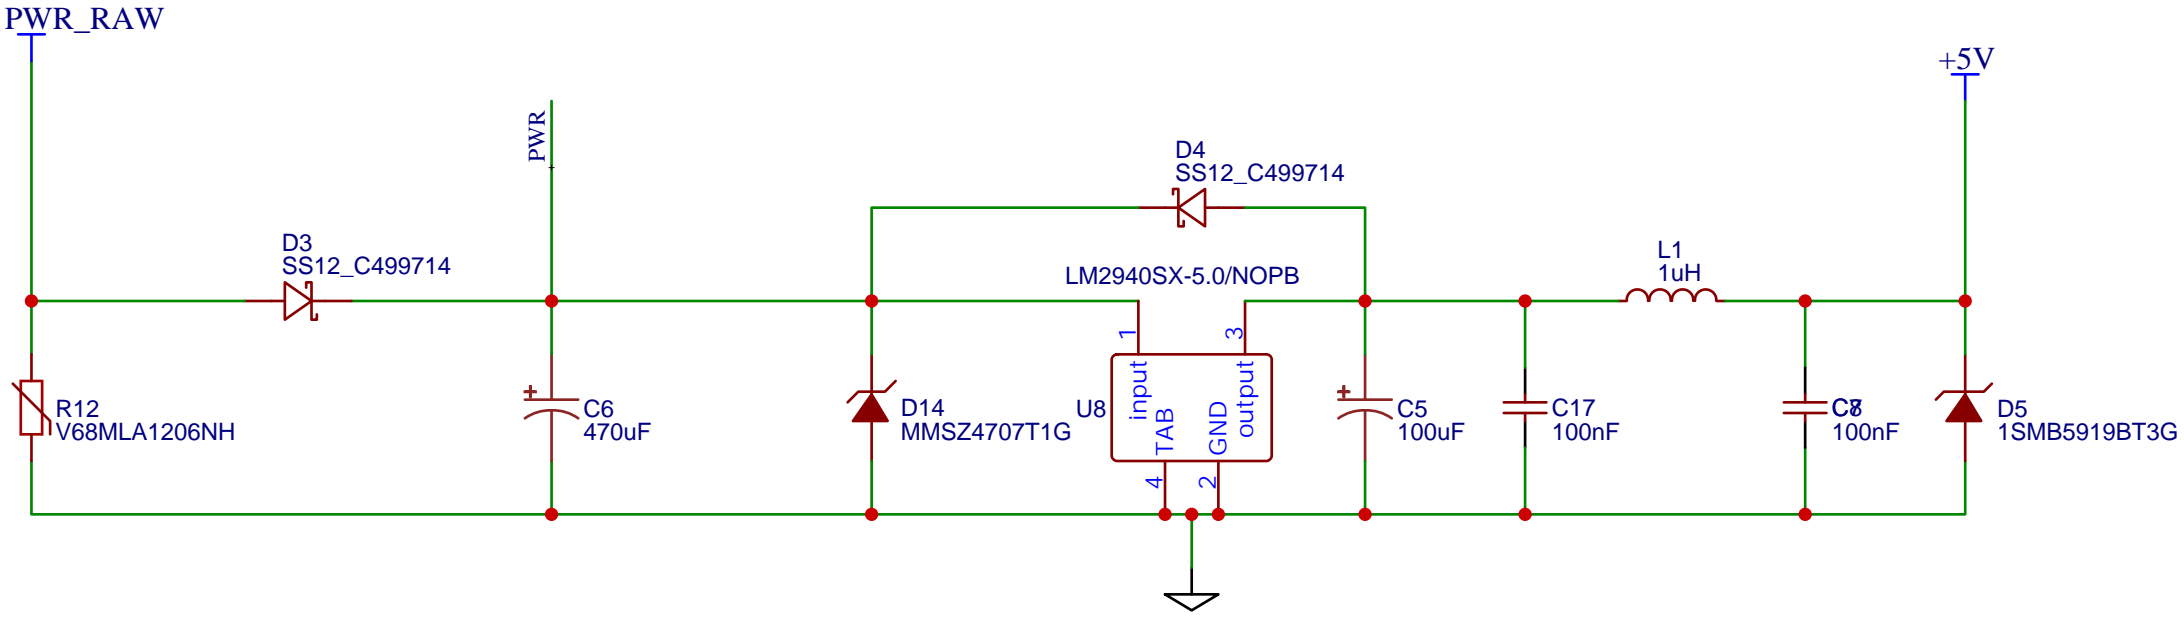 PWR_RAW
+5V
PWR
D4
SS12_C499714
D3
SS12_C499714
L1
1uH
LM2940SX-5.0/NOPB
1
3
input
TAB
GND
output
4
2
U8
R12
V68MLA1206NH
+
C6
470uF
D14
MMSZ4707T1G
+
C5
100uF
C17
100nF
100nF
D5
1SMB5919BT3G